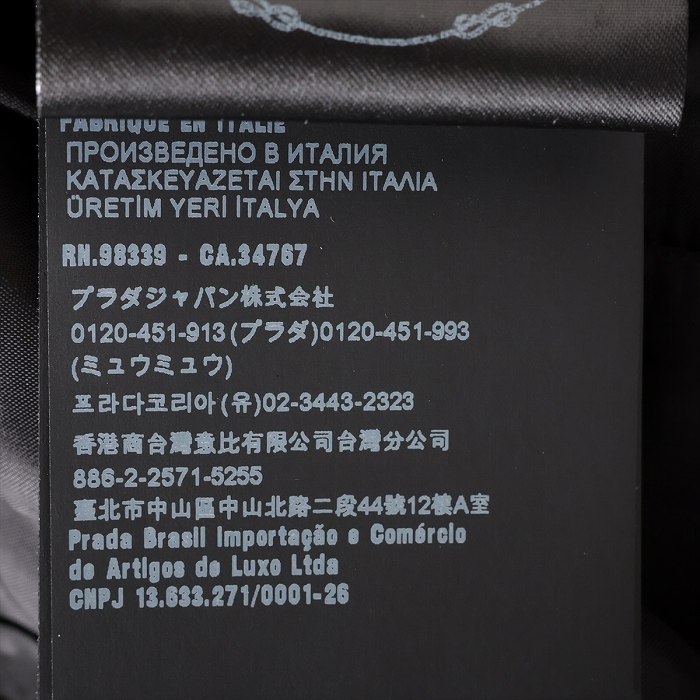 FABRIQUE EN ITALIE
ПРОИЗВЕДЕНО В ИТАЛИЯ
ΚΑΤΑΣΚΕΥΑΖΕΤΑΙ ΣΤΗΝ ΙΤΑΛΙΑ
ÜRETİM YERİ İTALYA
RN.98339 - CA.34767
プラダジャパン株式会社
0120-451-913(プラダ)0120-451-993
(ミュウミュウ)
프라다코리아(유)02-3443-2323
香港商台灣意比有限公司台灣分公司
886-2-2571-5255
臺北市中山區中山北路二段44號12樓A室
Prada Brasil Importação e Comércio
de Artigos de Luxo Ltda
CNPJ 13.633.271/0001-26